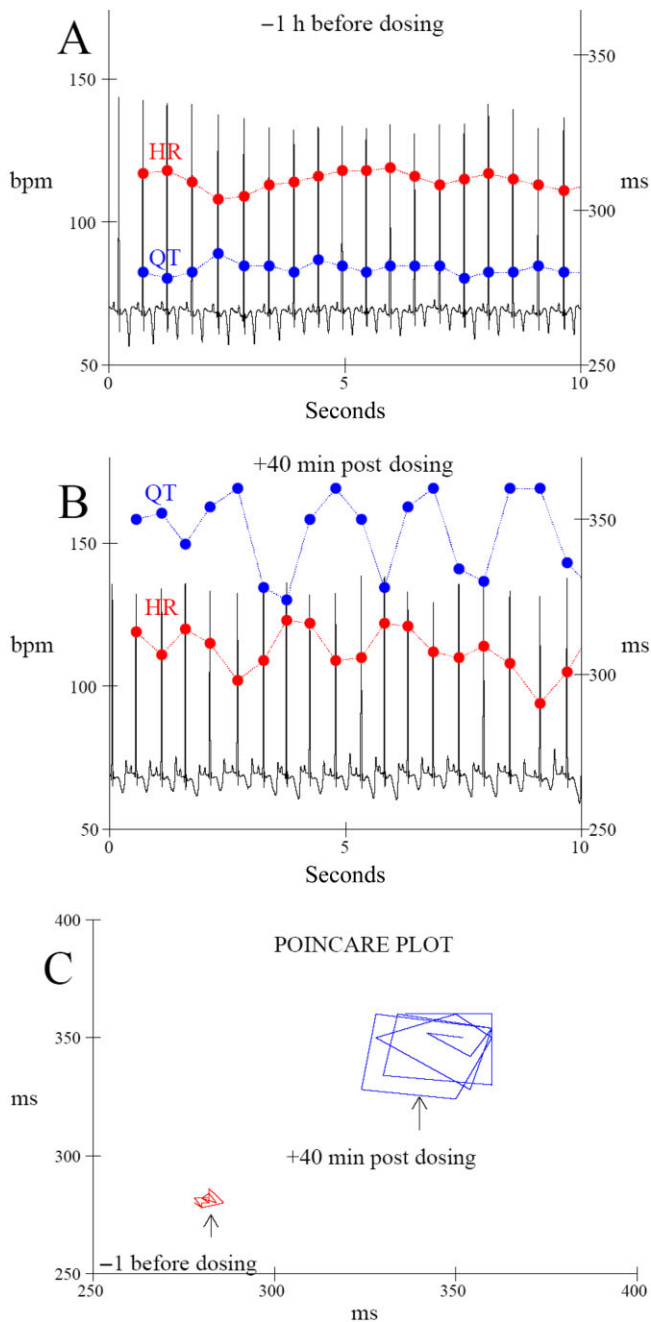 A
−1 h before dosing
350
150
HR
bpm
ms
300
100
QT
50
250
0
5
10
Seconds
B
+40 min post dosing
QT
350
150
HR
bpm
ms
300
100
50
250
0
5
10
Seconds
400
C
POINCARE PLOT
350
ms
+40 min post dosing
300
−1 before dosing
250
250
300
350
400
ms